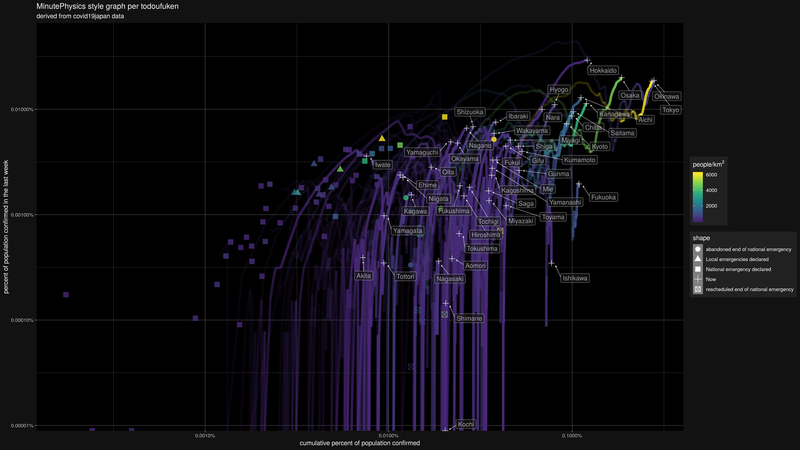 MinutePhysics style graph per todoufuken
derived from covid19japan data
percent of population confirmed in the last week
0.01000%
0.00100%
0.00010%
0.00001%
Hokkaido
Osaka
Okinawa
Tokyo
Hyogo
Nara
Kanagawa
Aichi
Shizuoka
Ibaraki
Chiba
Saitama
Wakayama
Miyagi
Kyoto
Nagano
Shiga
Yamaguchi
Okayama
Fukui
Gifu
Kumamoto
Iwate
Oita
Gunma
Ehime
Kagoshima
Mie
Fukuoka
Niigata
Saga
Yamanashi
Kagawa
Fukushima
Toyama
Tochigi
Miyazaki
Yamagata
Hiroshima
Tokushima
Akita
Tottori
Aomori
Nagasaki
Ishikawa
Shimane
Kochi
0.0010%
0.0100%
0.1000%
cumulative percent of population confirmed
people/km²
6000
4000
2000
shape
abandoned end of national emergency
Local emergencies declared
National emergency declared
Now
rescheduled end of national emergency